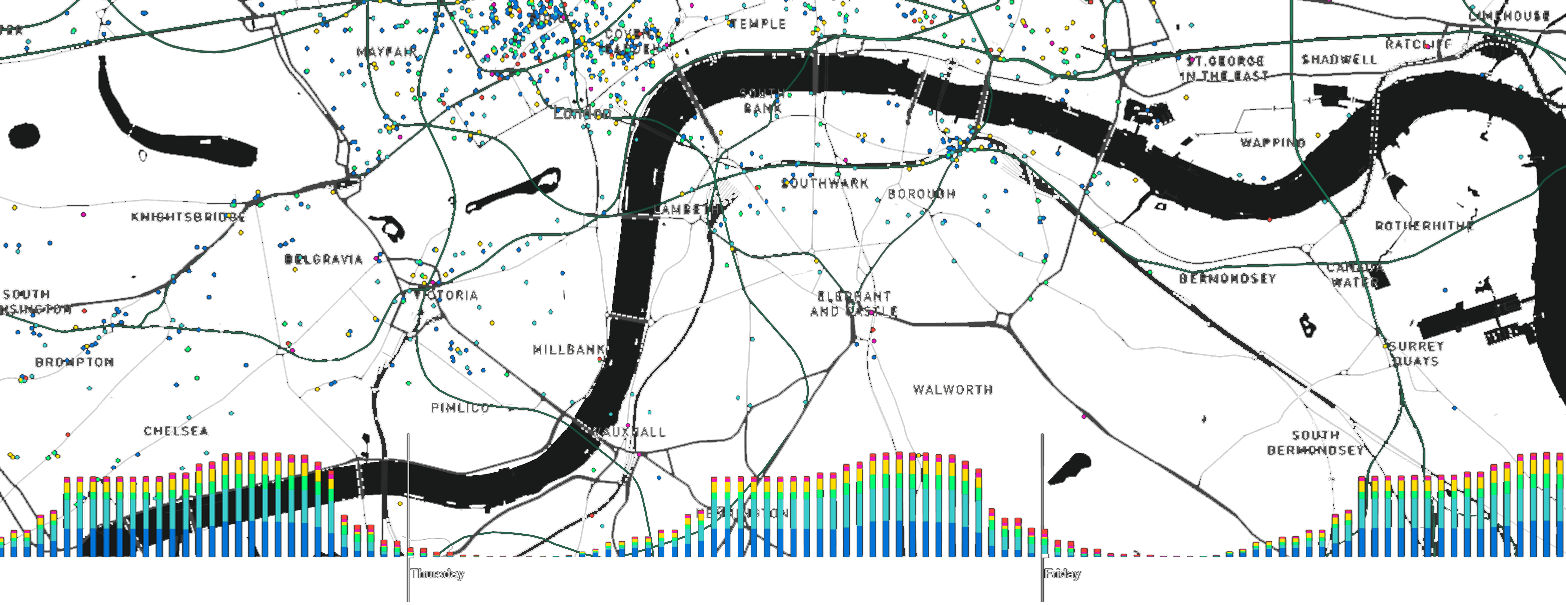 TEMPLE
LIMEHOUSE
MAYFAIR
COVENT
GARDEN
RATCLIFF
ST.GEORGE
IN THE EAST
SHADWELL
SOUTH
BANK
London
WAPPING
SOUTHWARK
BOROUGH
KNIGHTSBRIDGE
LAMBETH
ROTHERHITHE
BELGRAVIA
BERMONDSEY
CANADA
WATER
SOUTH
NSINGTON
VICTORIA
ELEPHANT
AND CASTLE
MILLBANK
SURREY
QUAYS
BROMPTON
WALWORTH
PIMLICO
CHELSEA
VAUXHALL
SOUTH
BERMONDSEY
KENNINGTON
Thursday
Friday